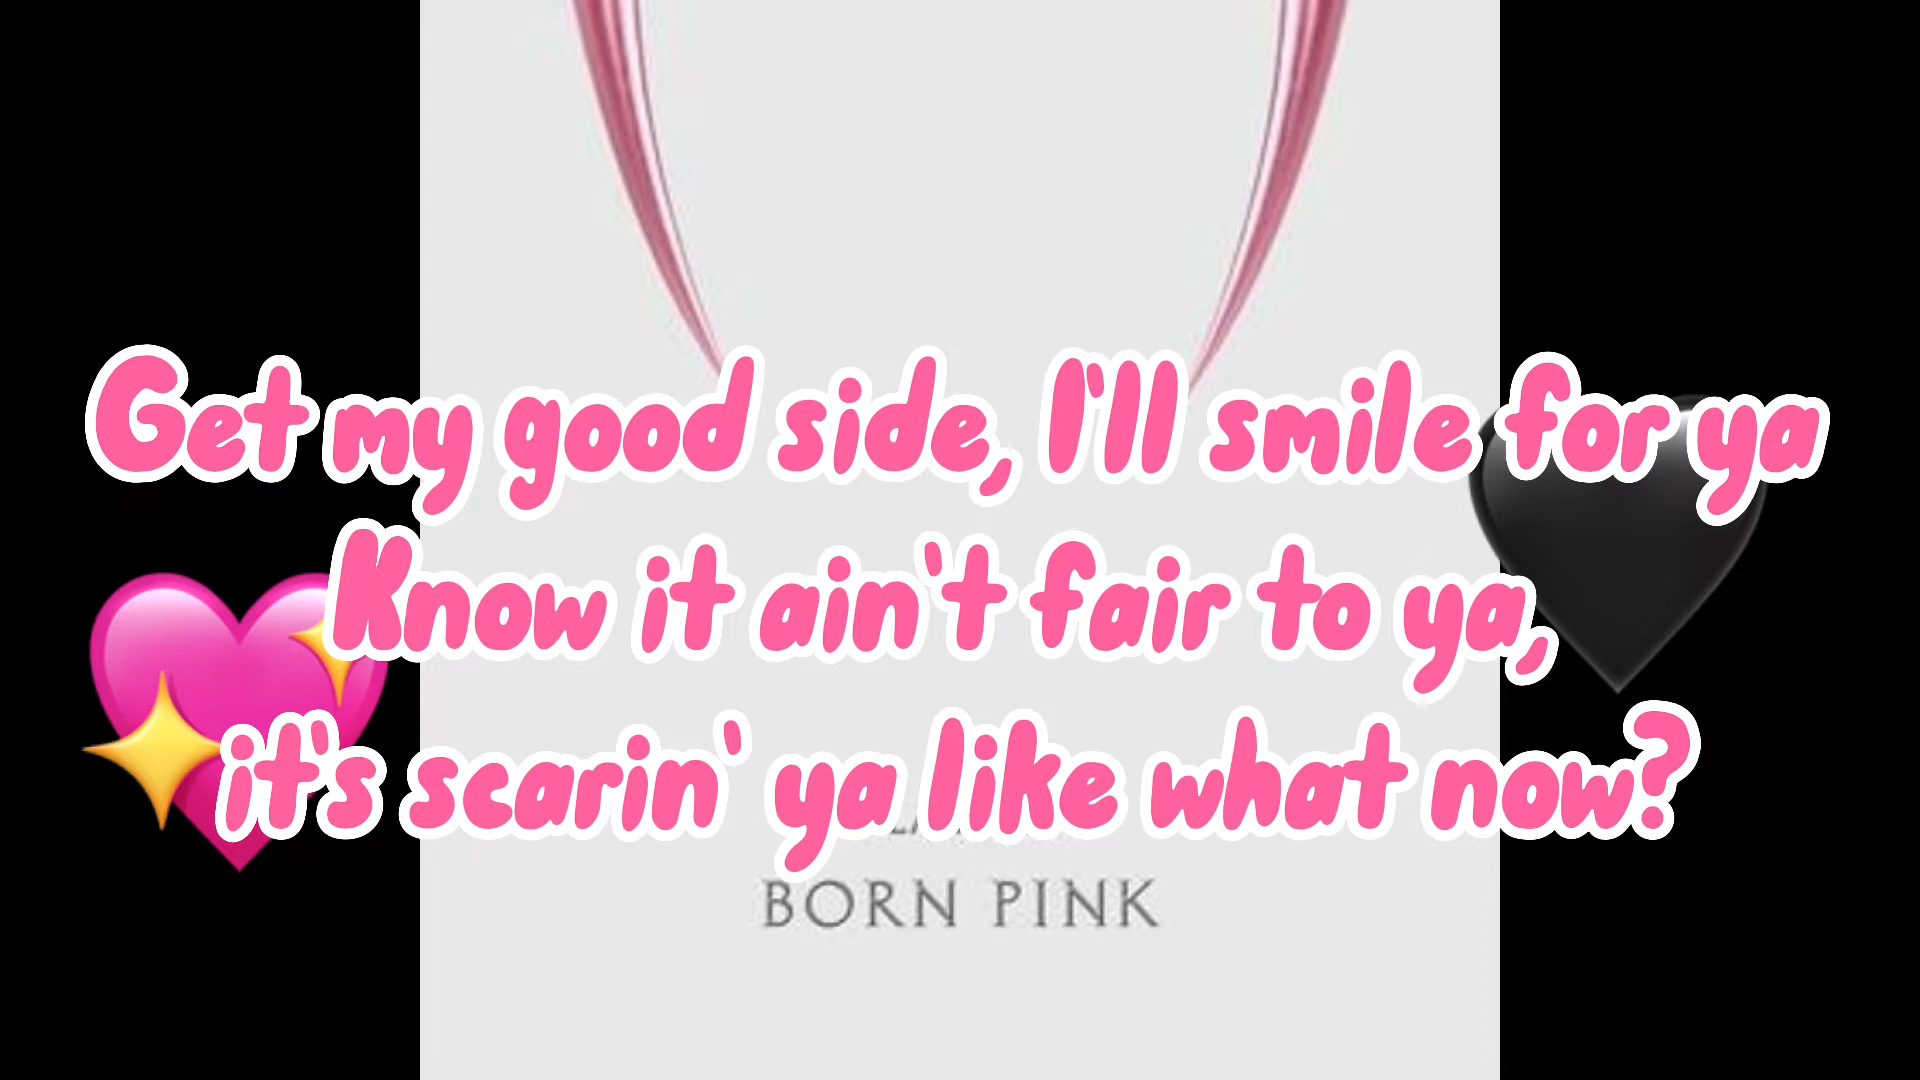 Get my good side, I'll smile for ya
Know it ain't fair to ya,
it's scarin' ya like what now?
BORN PINK